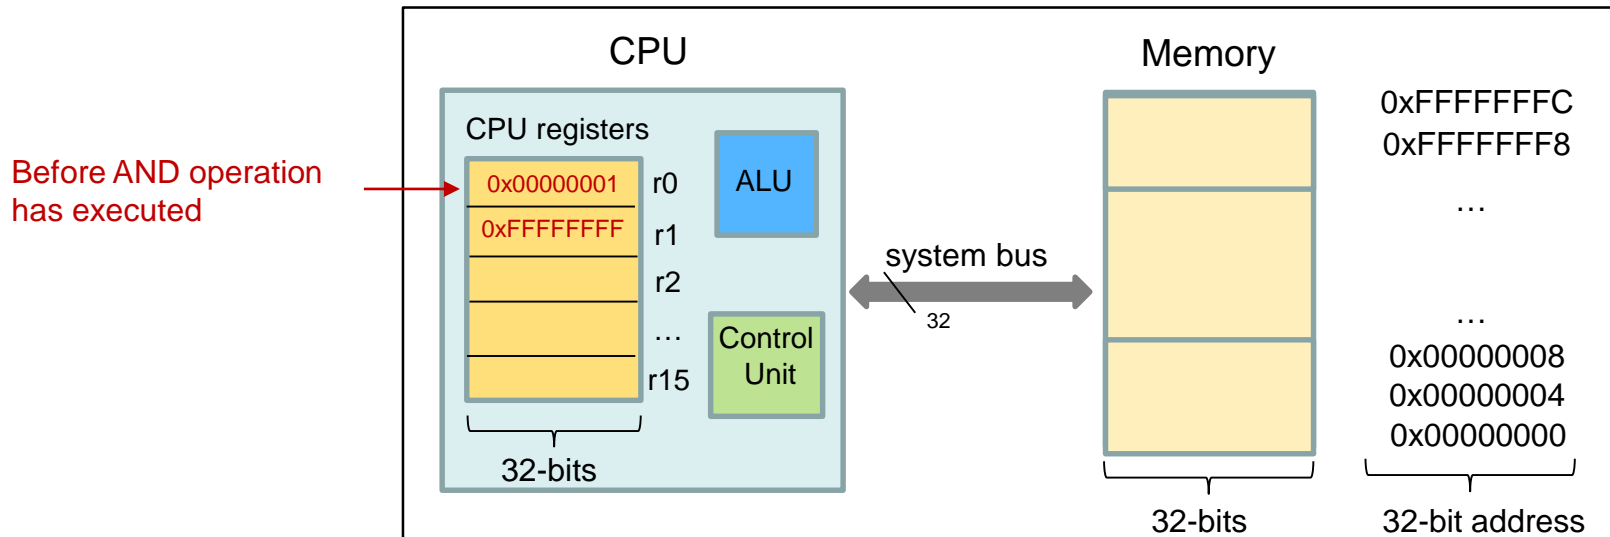 CPU
Memory
CPU registers
Before AND operation
has executed
0x00000001
r0
0xFFFFFFFF
r1
r2
…
r15
ALU
Control
Unit
32-bits
system bus
32
32-bits
0xFFFFFFFC
0xFFFFFFF8
…
…
0x00000008
0x00000004
0x00000000
32-bit address